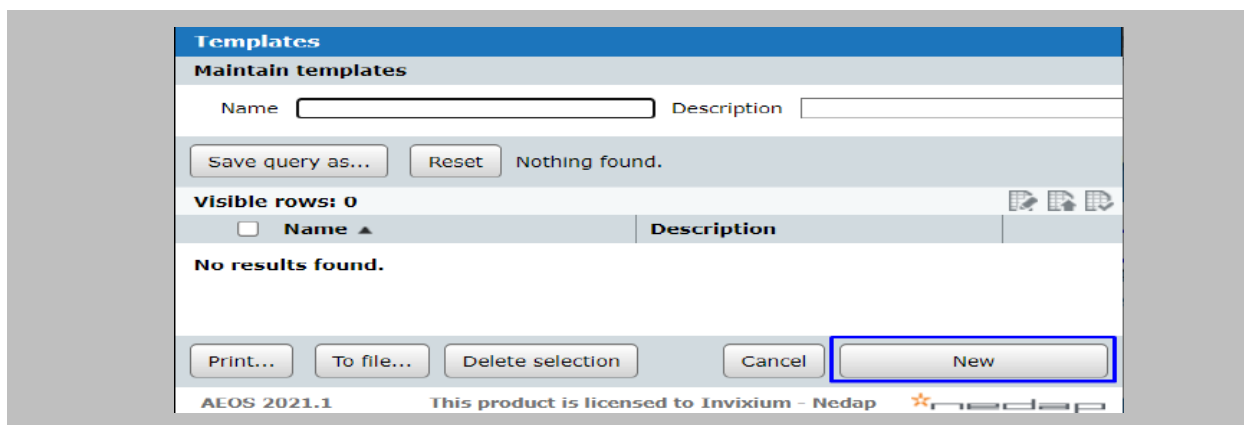 Templates
Maintain templates
Name Description
Save query as... Reset Nothing found.
Visible rows: 0
Name ▲ Description
No results found.
Print... To file... Delete selection Cancel New
AEOS 2021.1 This product is licensed to Invixium - Nedap nedap